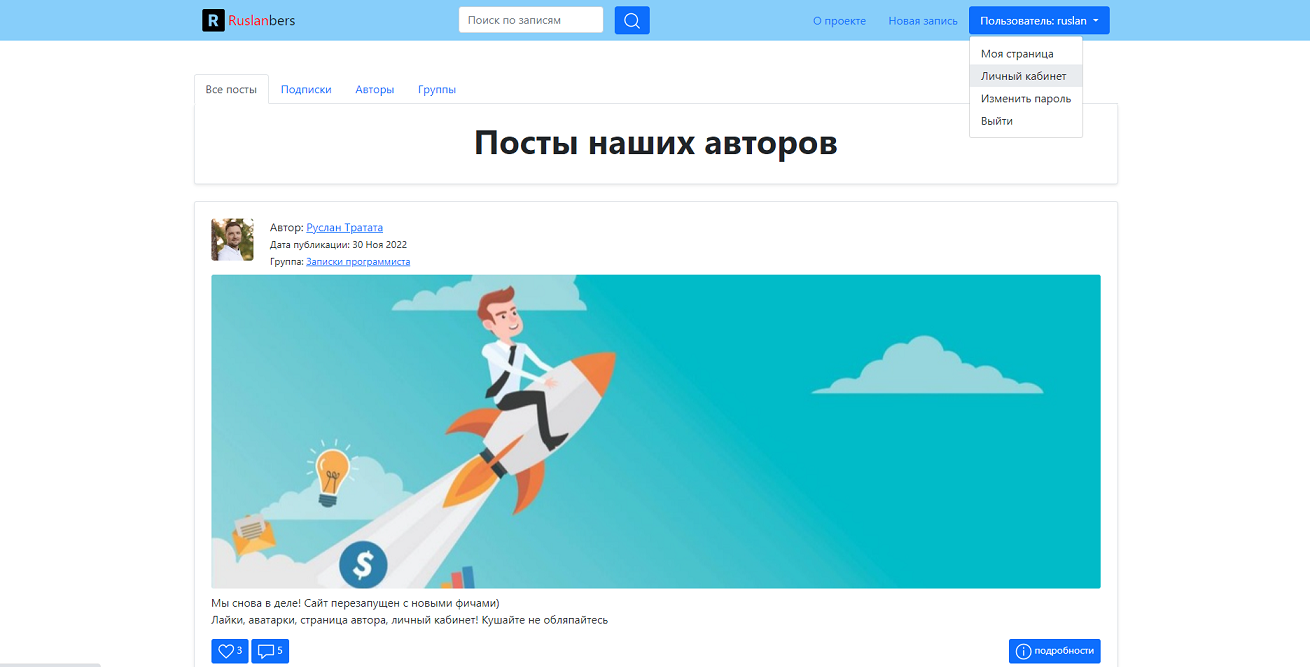 R Ruslanbers
Поиск по записям
О проекте
Новая запись
Пользователь: ruslan
Моя страница
Личный кабинет
Изменить пароль
Выйти
Все посты
Подписки
Авторы
Группы
Посты наших авторов
Автор: Руслан Тратата
Дата публикации: 30 Ноя 2022
Группа: Записки программиста
$
Мы снова в деле! Сайт перезапущен с новыми фичами)
Лайки, аватарки, страница автора, личный кабинет! Кушайте не обляпайтесь
3
5
подробности